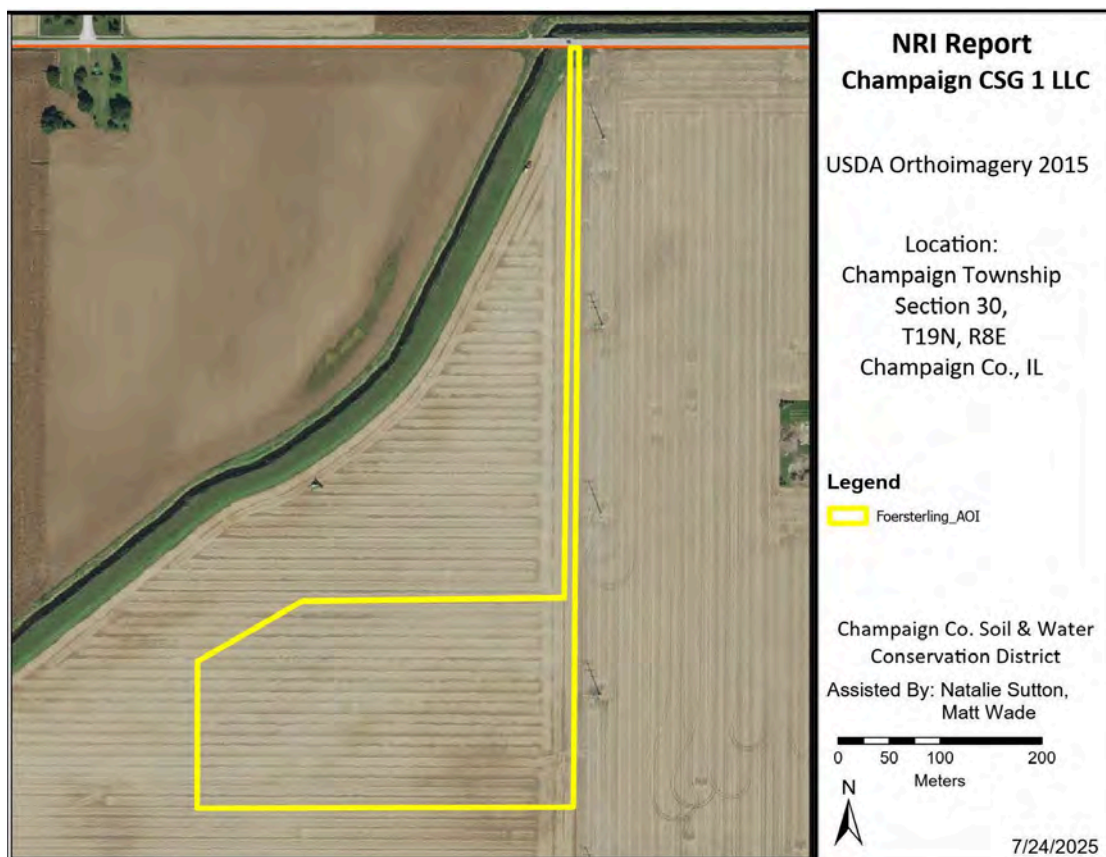 NRI Report
Champaign CSG 1 LLC
USDA Orthoimagery 2015
Location:
Champaign Township
Section 30,
T19N, R8E
Champaign Co., IL
Legend
Foersterling_AOI
Champaign Co. Soil & Water
Conservation District
Assisted By: Natalie Sutton,
Matt Wade
0 50 100 200
Meters
N
7/24/2025